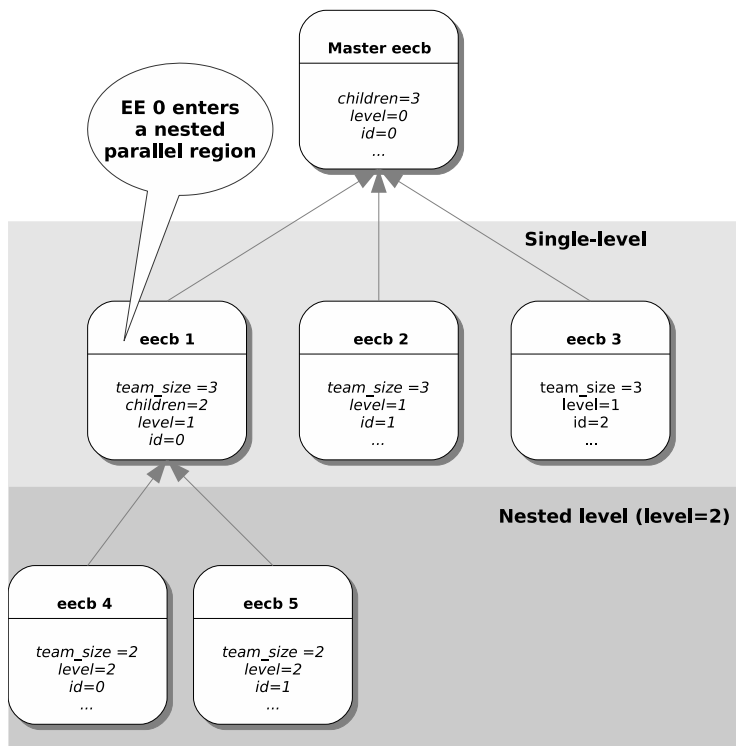 Master eecb
children=3
level=0
id=0
...
EE 0 enters
a nested
parallel region
Single-level
eecb 1
team_size =3
children=2
level=1
id=0
eecb 2
team_size =3
level=1
id=1
...
eecb 3
team_size =3
level=1
id=2
...
Nested level (level=2)
eecb 4
team_size =2
level=2
id=0
...
eecb 5
team_size =2
level=2
id=1
...